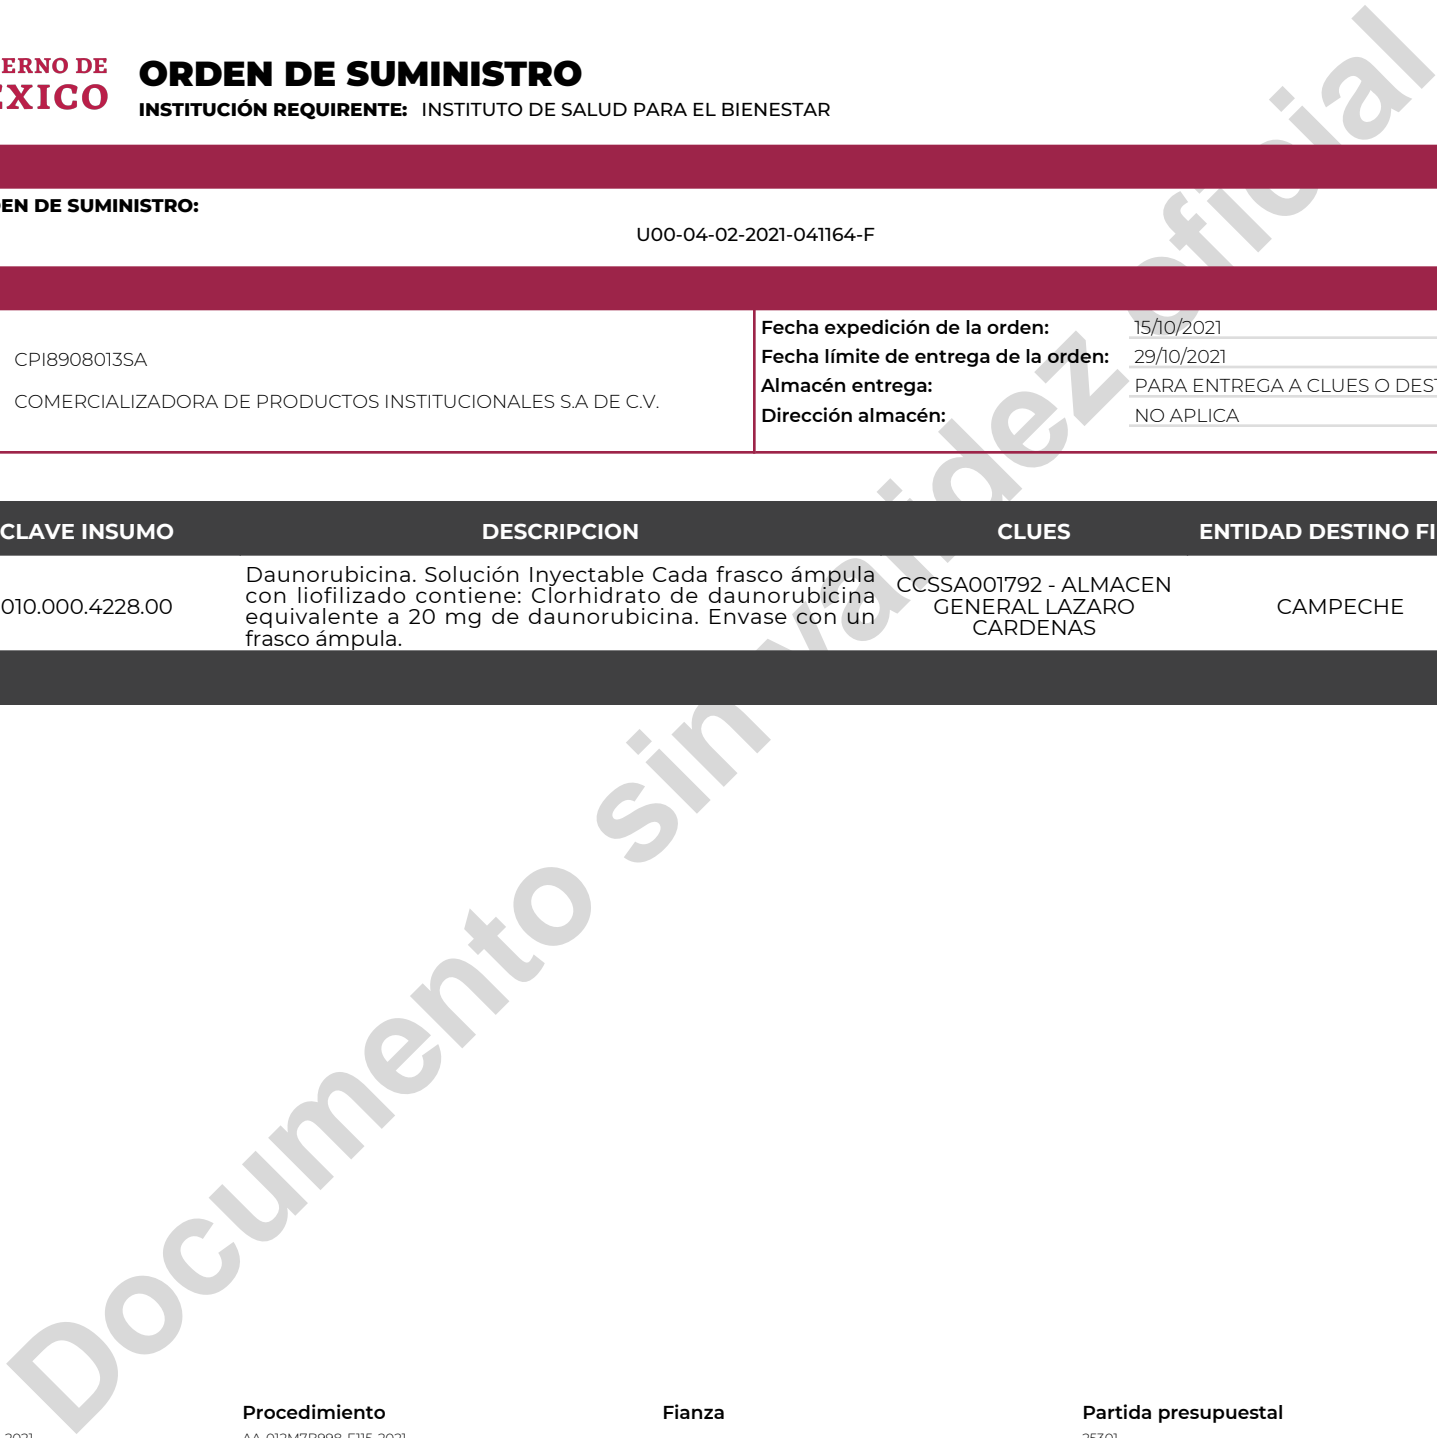 ERNO DE
ÉXICO
ORDEN DE SUMINISTRO
INSTITUCIÓN REQUIRENTE: INSTITUTO DE SALUD PARA EL BIENESTAR
EN DE SUMINISTRO:
U00-04-02-2021-041164-F
CPI8908013SA
COMERCIALIZADORA DE PRODUCTOS INSTITUCIONALES S.A DE C.V.
Fecha expedición de la orden: 15/10/2021
Fecha límite de entrega de la orden: 29/10/2021
Almacén entrega: PARA ENTREGA A CLUES O DEST
Dirección almacén: NO APLICA
CLAVE INSUMO DESCRIPCION CLUES ENTIDAD DESTINO FI
010.000.4228.00
Daunorubicina. Solución Inyectable Cada frasco ámpula
con liofilizado contiene: Clorhidrato de daunorubicina
equivalente a 20 mg de daunorubicina. Envase con un
frasco ámpula.
CCSSA001792 - ALMACEN
GENERAL LAZARO
CARDENAS
CAMPECHE
Documento sin validez oficial
Procedimiento Fianza Partida presupuestal